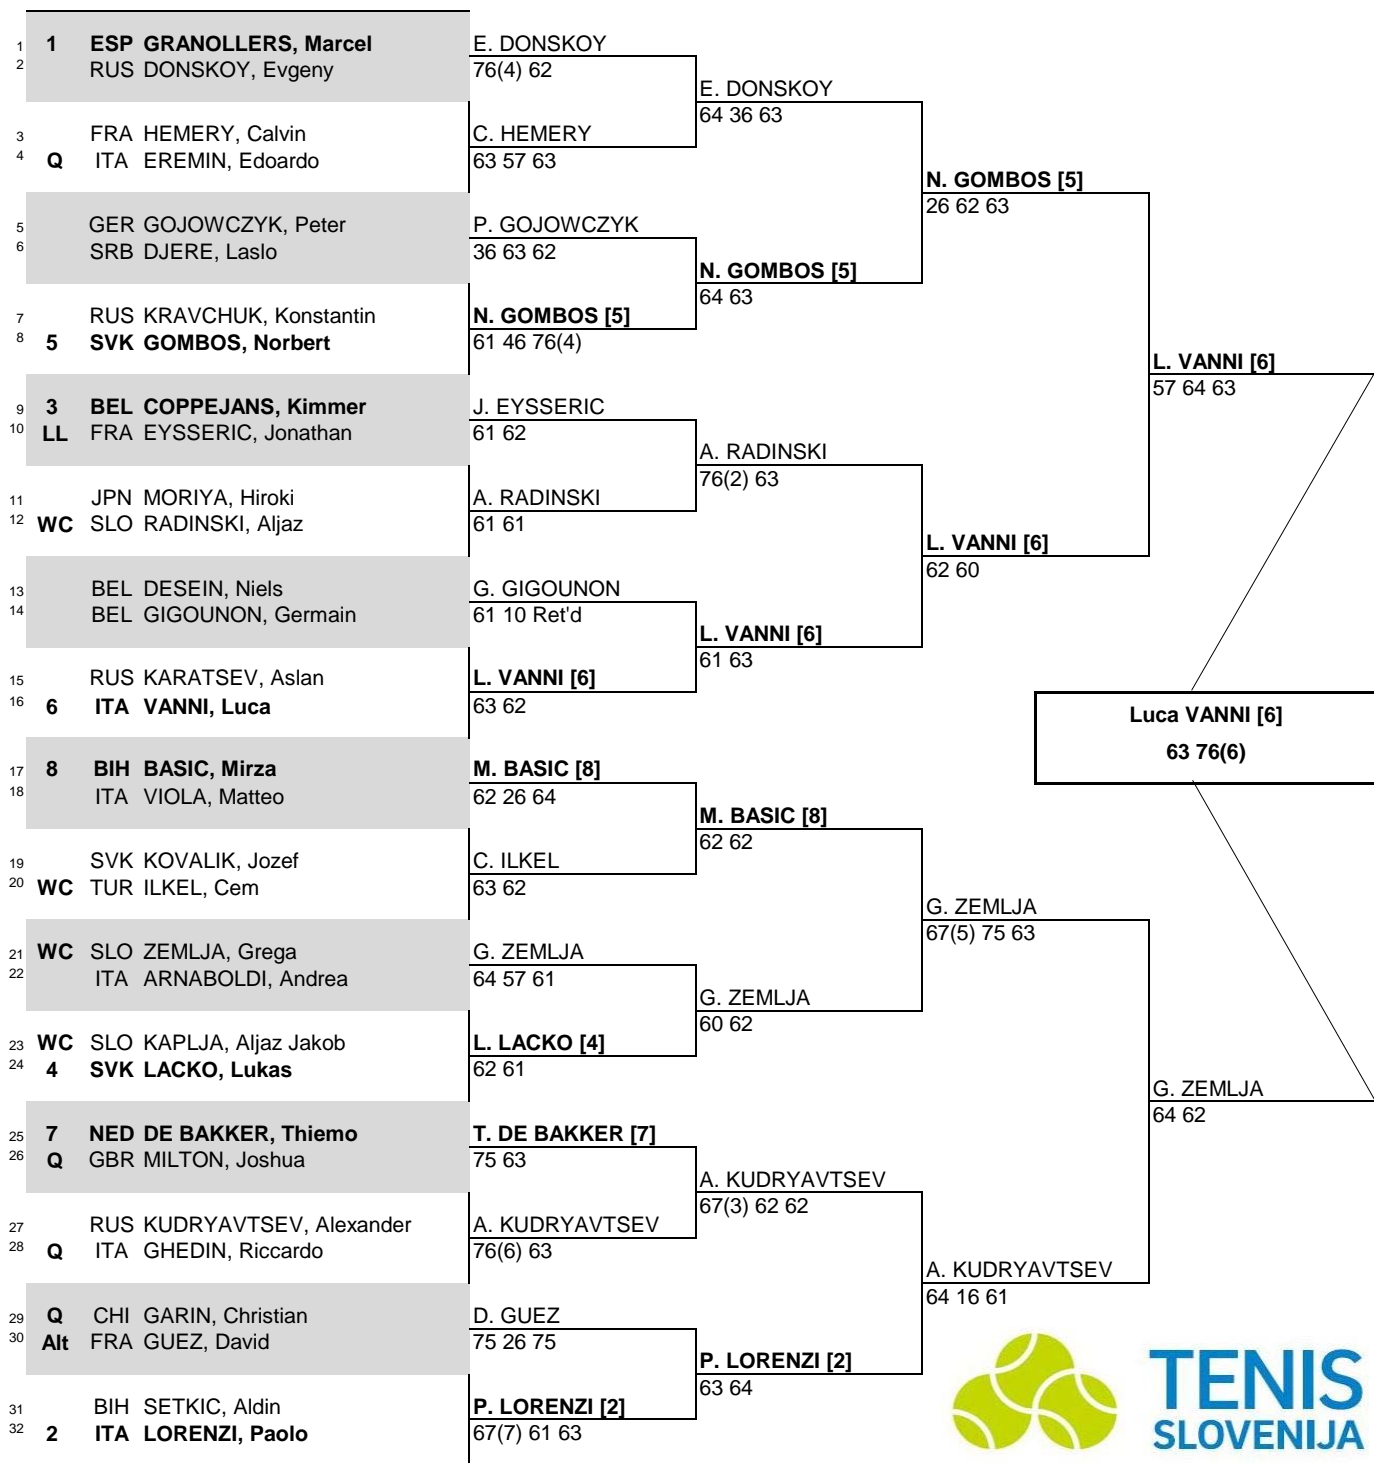 1 1 ESP GRANOLLERS, Marcel
2 RUS DONSKOY, Evgeny
3 FRA HEMERY, Calvin
4 Q ITA EREMIN, Edoardo
5 GER GOJOWCZYK, Peter
6 SRB DJERE, Laslo
7 RUS KRAVCHUK, Konstantin
8 5 SVK GOMBOS, Norbert
9 3 BEL COPPEJANS, Kimmer
10 LL FRA EYSSERIC, Jonathan
11 JPN MORIYA, Hiroki
12 WC SLO RADINSKI, Aljaz
13 BEL DESEIN, Niels
14 BEL GIGOUNON, Germain
15 RUS KARATSEV, Aslan
16 6 ITA VANNI, Luca
17 8 BIH BASIC, Mirza
18 ITA VIOLA, Matteo
19 SVK KOVALIK, Jozef
20 WC TUR ILKEL, Cem
21 WC SLO ZEMLJA, Grega
22 ITA ARNABOLDI, Andrea
23 WC SLO KAPLJA, Aljaz Jakob
24 4 SVK LACKO, Lukas
25 7 NED DE BAKKER, Thiemo
26 Q GBR MILTON, Joshua
27 RUS KUDRYAVTSEV, Alexander
28 Q ITA GHEDIN, Riccardo
29 Q CHI GARIN, Christian
30 Alt FRA GUEZ, David
31 BIH SETKIC, Aldin
32 2 ITA LORENZI, Paolo
E. DONSKOY
76(4) 62
C. HEMERY
63 57 63
P. GOJOWCZYK
36 63 62
N. GOMBOS [5]
61 46 76(4)
J. EYSSERIC
61 62
A. RADINSKI
61 61
G. GIGOUNON
61 10 Ret'd
L. VANNI [6]
63 62
M. BASIC [8]
62 26 64
C. ILKEL
63 62
G. ZEMLJA
64 57 61
L. LACKO [4]
62 61
T. DE BAKKER [7]
75 63
A. KUDRYAVTSEV
76(6) 63
D. GUEZ
75 26 75
P. LORENZI [2]
67(7) 61 63
E. DONSKOY
64 36 63
N. GOMBOS [5]
64 63
A. RADINSKI
76(2) 63
L. VANNI [6]
61 63
M. BASIC [8]
62 62
G. ZEMLJA
60 62
A. KUDRYAVTSEV
67(3) 62 62
P. LORENZI [2]
63 64
N. GOMBOS [5]
26 62 63
L. VANNI [6]
62 60
G. ZEMLJA
67(5) 75 63
A. KUDRYAVTSEV
64 16 61
L. VANNI [6]
57 64 63
G. ZEMLJA
64 62
Luca VANNI [6]
63 76(6)
TENIS
SLOVENIJA